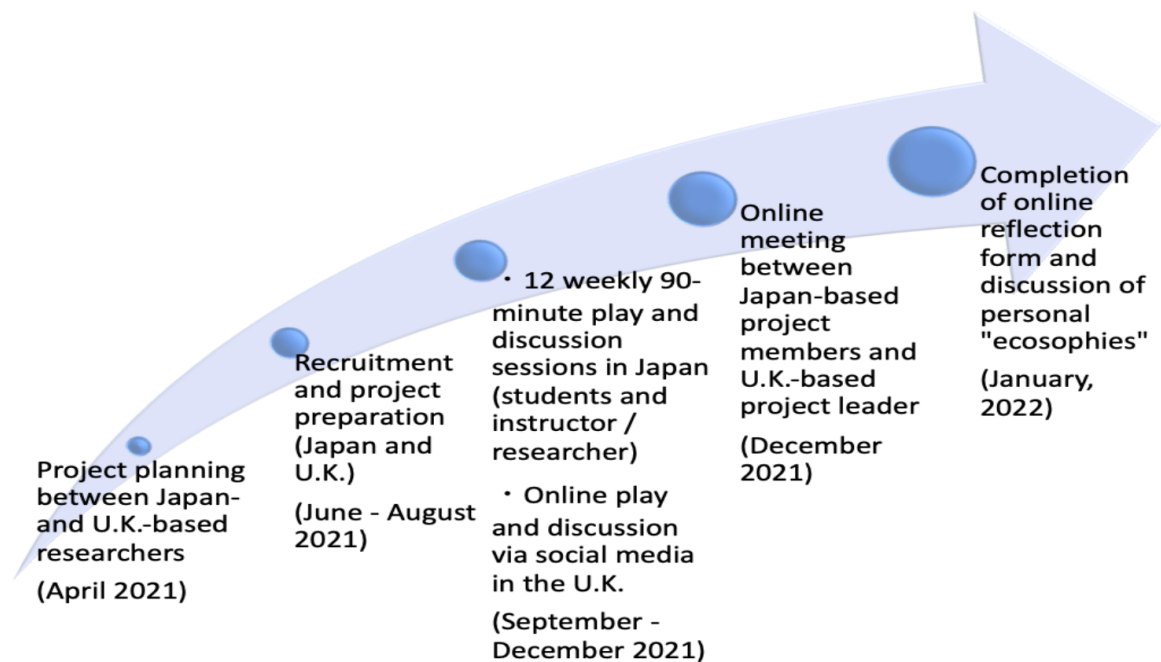 Project planning
between Japan-
and U.K.-based
researchers
(April 2021)
Recruitment
and project
preparation
(Japan and
U.K.)
(June - August
2021)
・ 12 weekly 90-
minute play and
discussion
sessions in Japan
(students and
instructor /
researcher)
・ Online play
and discussion
via social media
in the U.K.
(September -
December 2021)
Online
meeting
between
Japan-based
project
members and
U.K.-based
project leader
(December
2021)
Completion
of online
reflection
form and
discussion of
personal
"ecosophies"
(January,
2022)